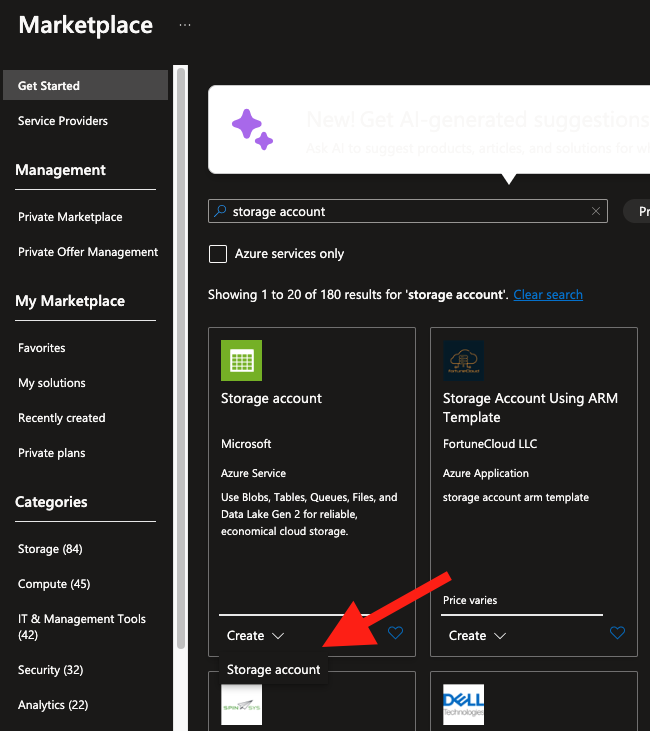 Marketplace ...
Get Started
Service Providers
Management
Private Marketplace
Private Offer Management
My Marketplace
Favorites
My solutions
Recently created
Private plans
Categories
Storage (84)
Compute (45)
IT & Management Tools
(42)
Security (32)
Analytics (22)
New! Get AI-generated suggestions
Ask AI to suggest products, articles, and solutions for
storage account
Pr
Azure services only
Showing 1 to 20 of 180 results for 'storage account'. Clear search
Storage account
Microsoft
Azure Service
Use Blobs, Tables, Queues, Files, and
Data Lake Gen 2 for reliable,
economical cloud storage.
Create
Storage account
FortuneCloud
Storage Account Using ARM
Template
FortuneCloud LLC
Azure Application
storage account arm template
Price varies
Create
DELL
Technologies